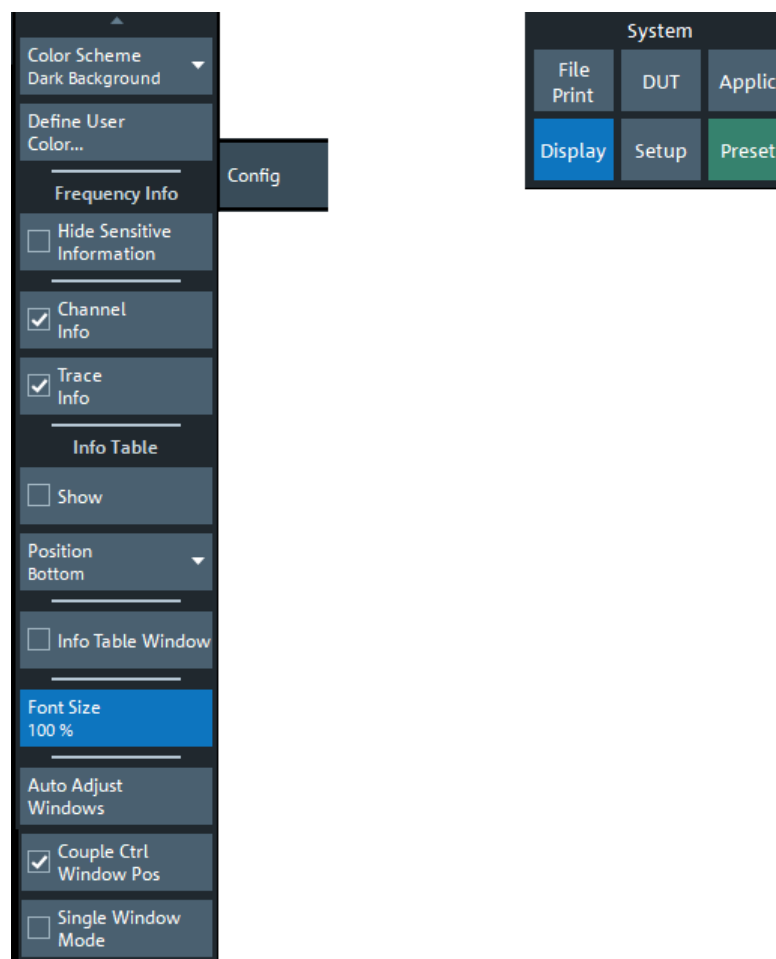 Color Scheme
Dark Background
Define User
Color...
Frequency Info
Hide Sensitive
Information
Channel
Info
Trace
Info
Info Table
Show
Position
Bottom
Info Table Window
Font Size
100 %
Auto Adjust
Windows
Couple Ctrl
Window Pos
Single Window
Mode
Config
System
File
Print
DUT
Applic
Display
Setup
Preset